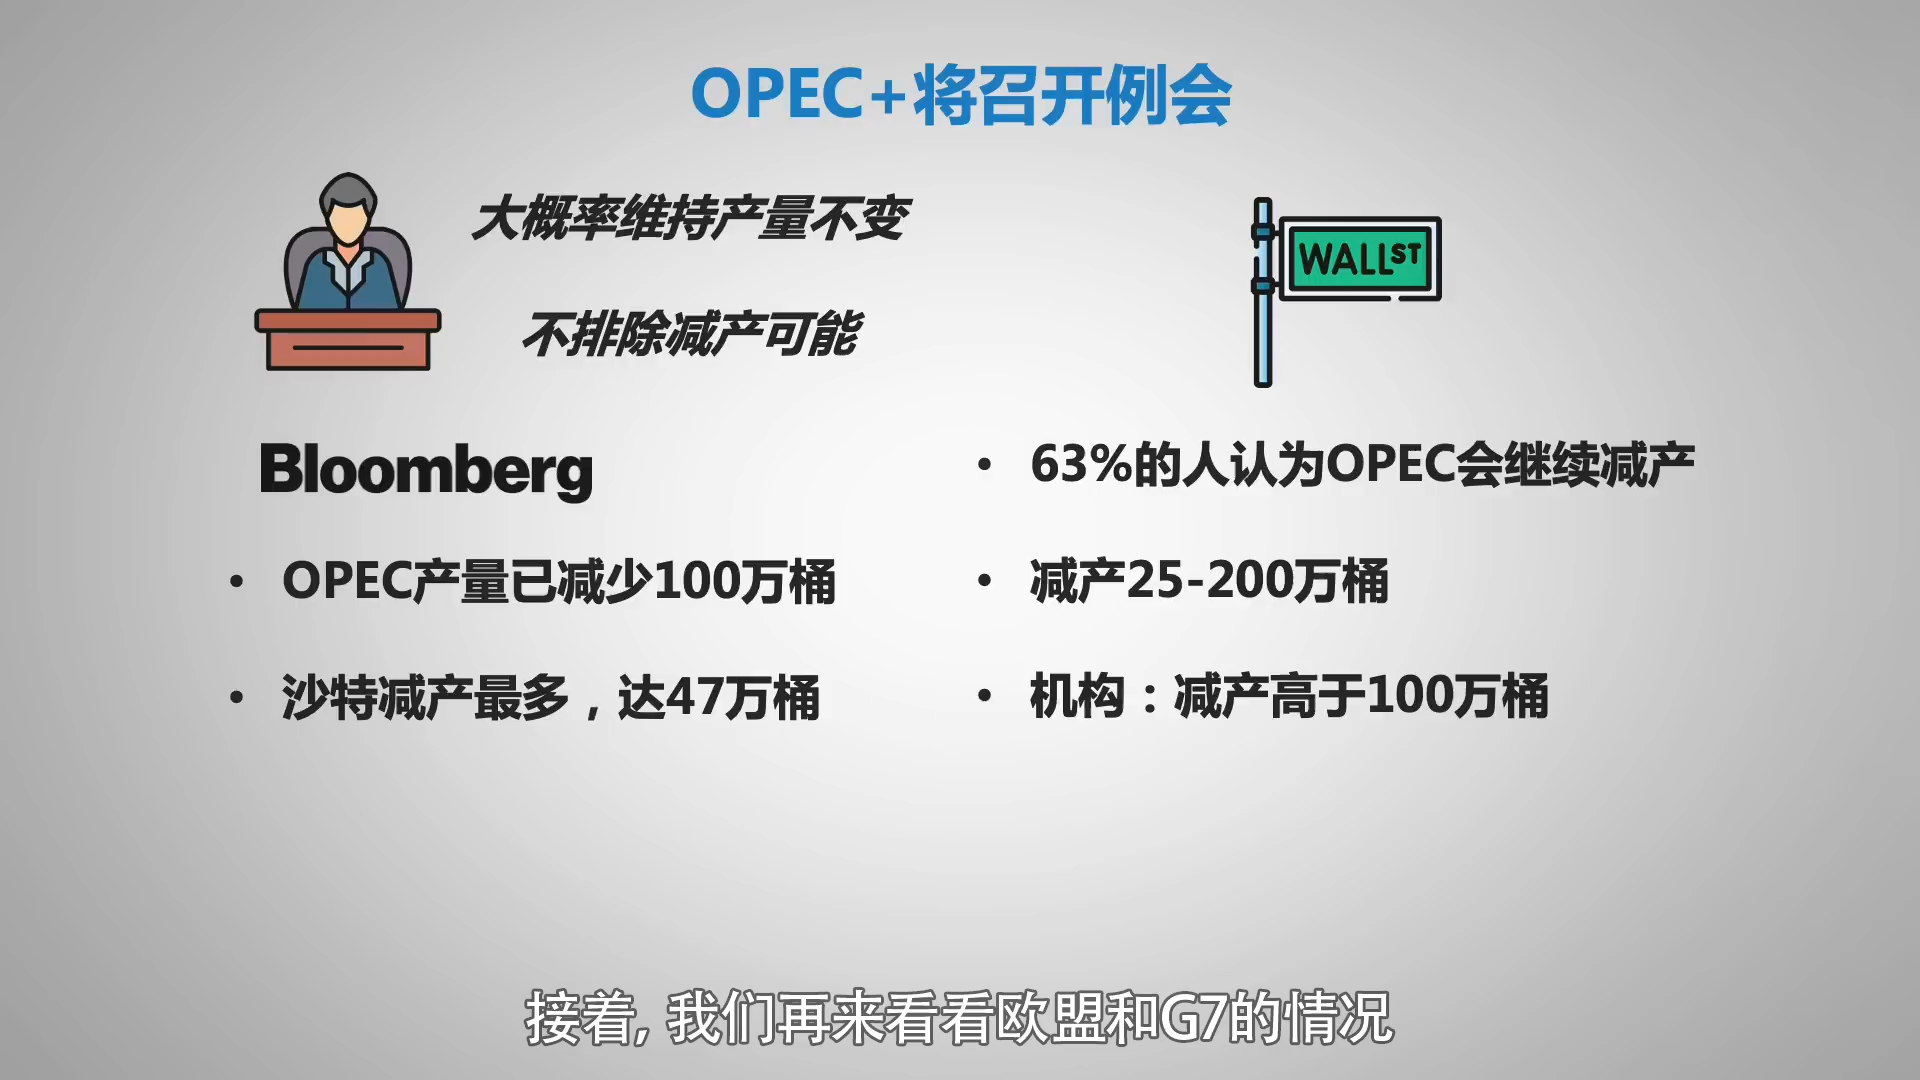 OPEC+将召开例会
大概率维持产量不变
不排除减产可能
WALL ST
Bloomberg
• OPEC产量已减少100万桶
• 沙特减产最多，达47万桶
• 63%的人认为OPEC会继续减产
• 减产25-200万桶
• 机构：减产高于100万桶
接着, 我们再来看看欧盟和G7的情况